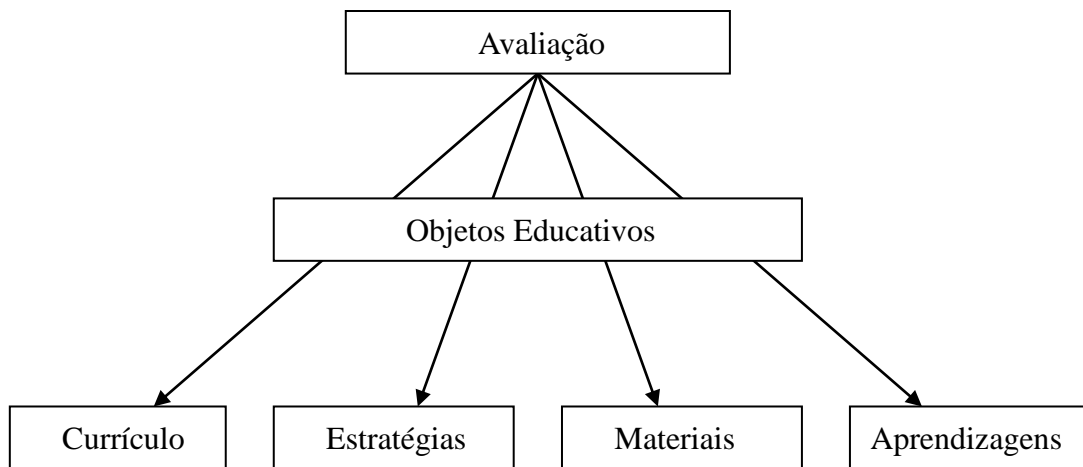 Avaliação
Objetos Educativos
Currículo
Estratégias
Materiais
Aprendizagens